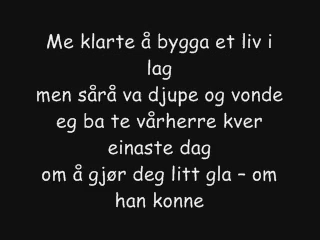 Me klarte å bygga et liv i
lag
men sårå va djupe og vonde
eg ba te vårherre kver
einaste dag
om å gjør deg litt gla – om
han konne